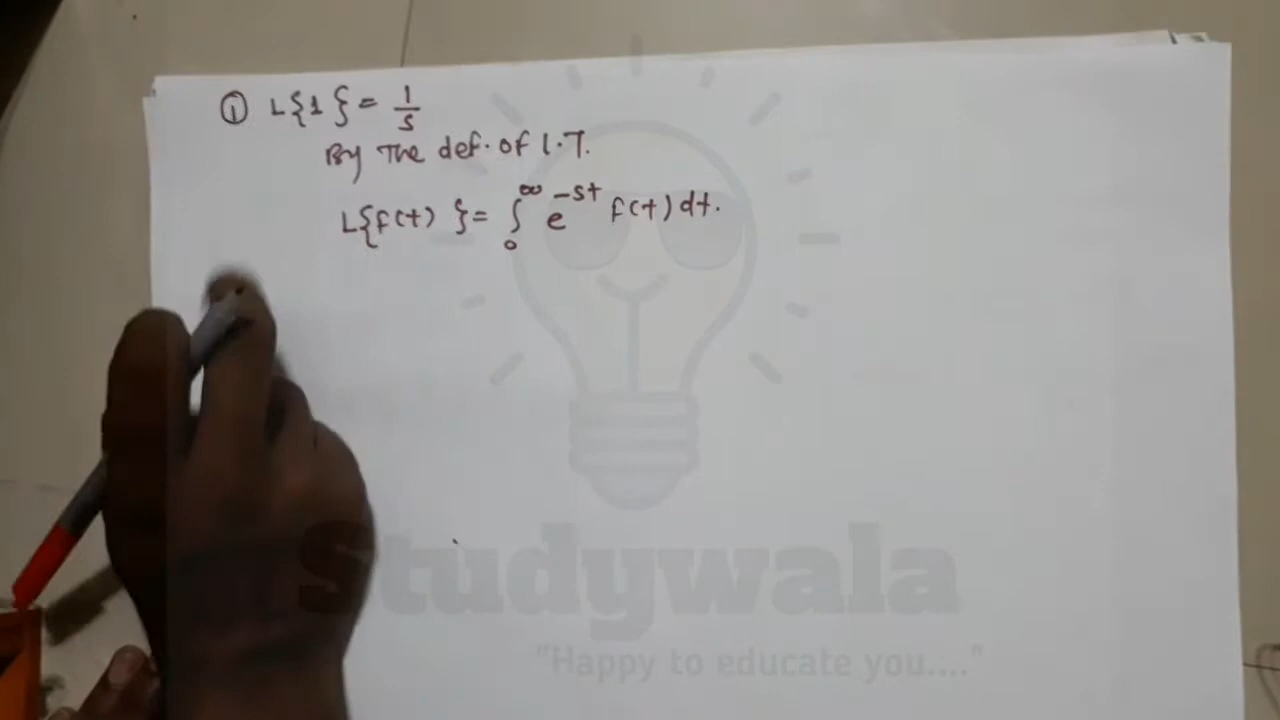 ① L{1} = 1/s
By The def. of L.T.
L{f(t)} = ∫₀^∞ e^-st f(t) dt.
Studywala
"Happy to educate you...."